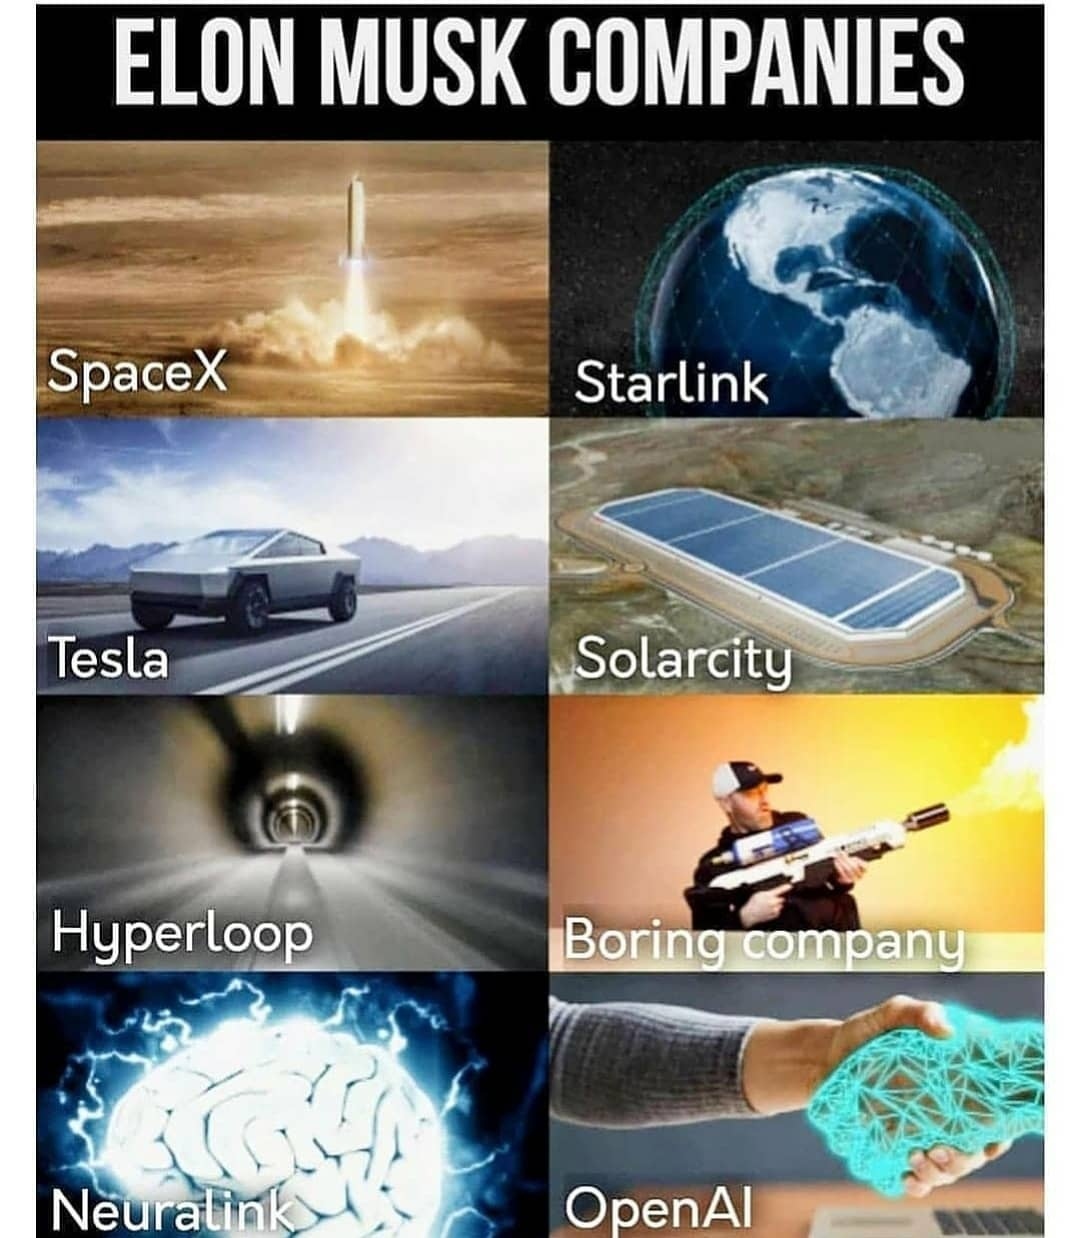 ELON MUSK COMPANIES
SpaceX
Starlink
Tesla
Solarcity
Hyperloop
Boring company
Neuralink
OpenAI